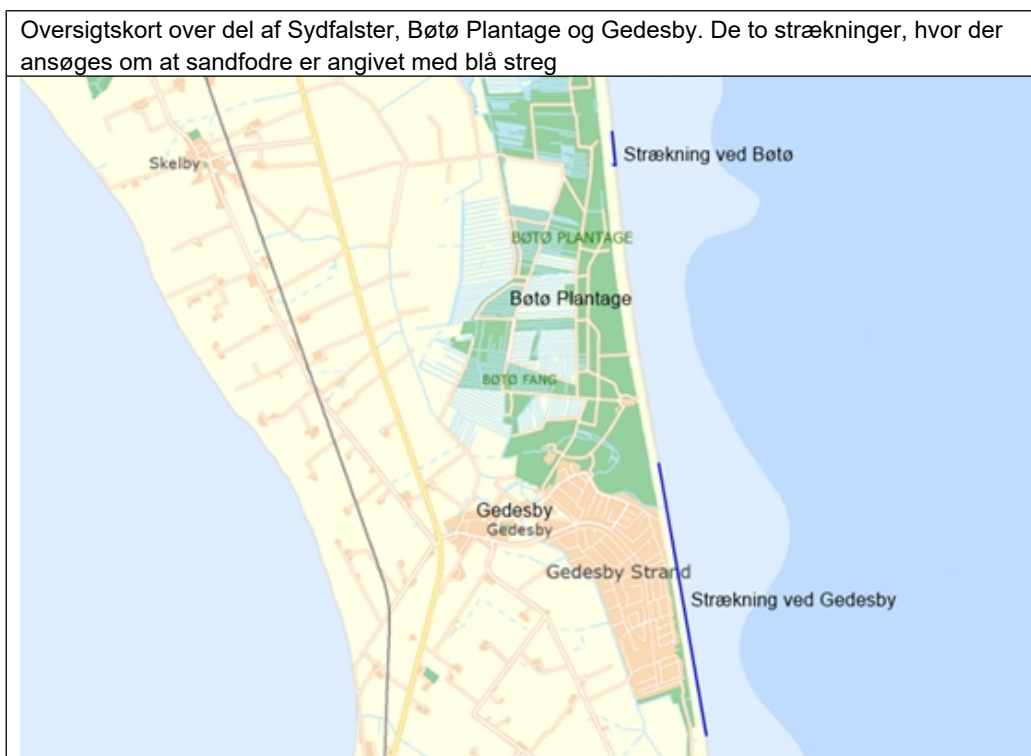 Oversigtskort over del af Sydfalster, Bøtø Plantage og Gedesby. De to strækninger, hvor der
ansøges om at sandfodre er angivet med blå streg
Strækning ved Bøtø
Skelby
BØTØ PLANTAGE
Bøtø Plantage
BØTØ FANG
Gedesby
Gedesby
Gedesby Strand
Strækning ved Gedesby